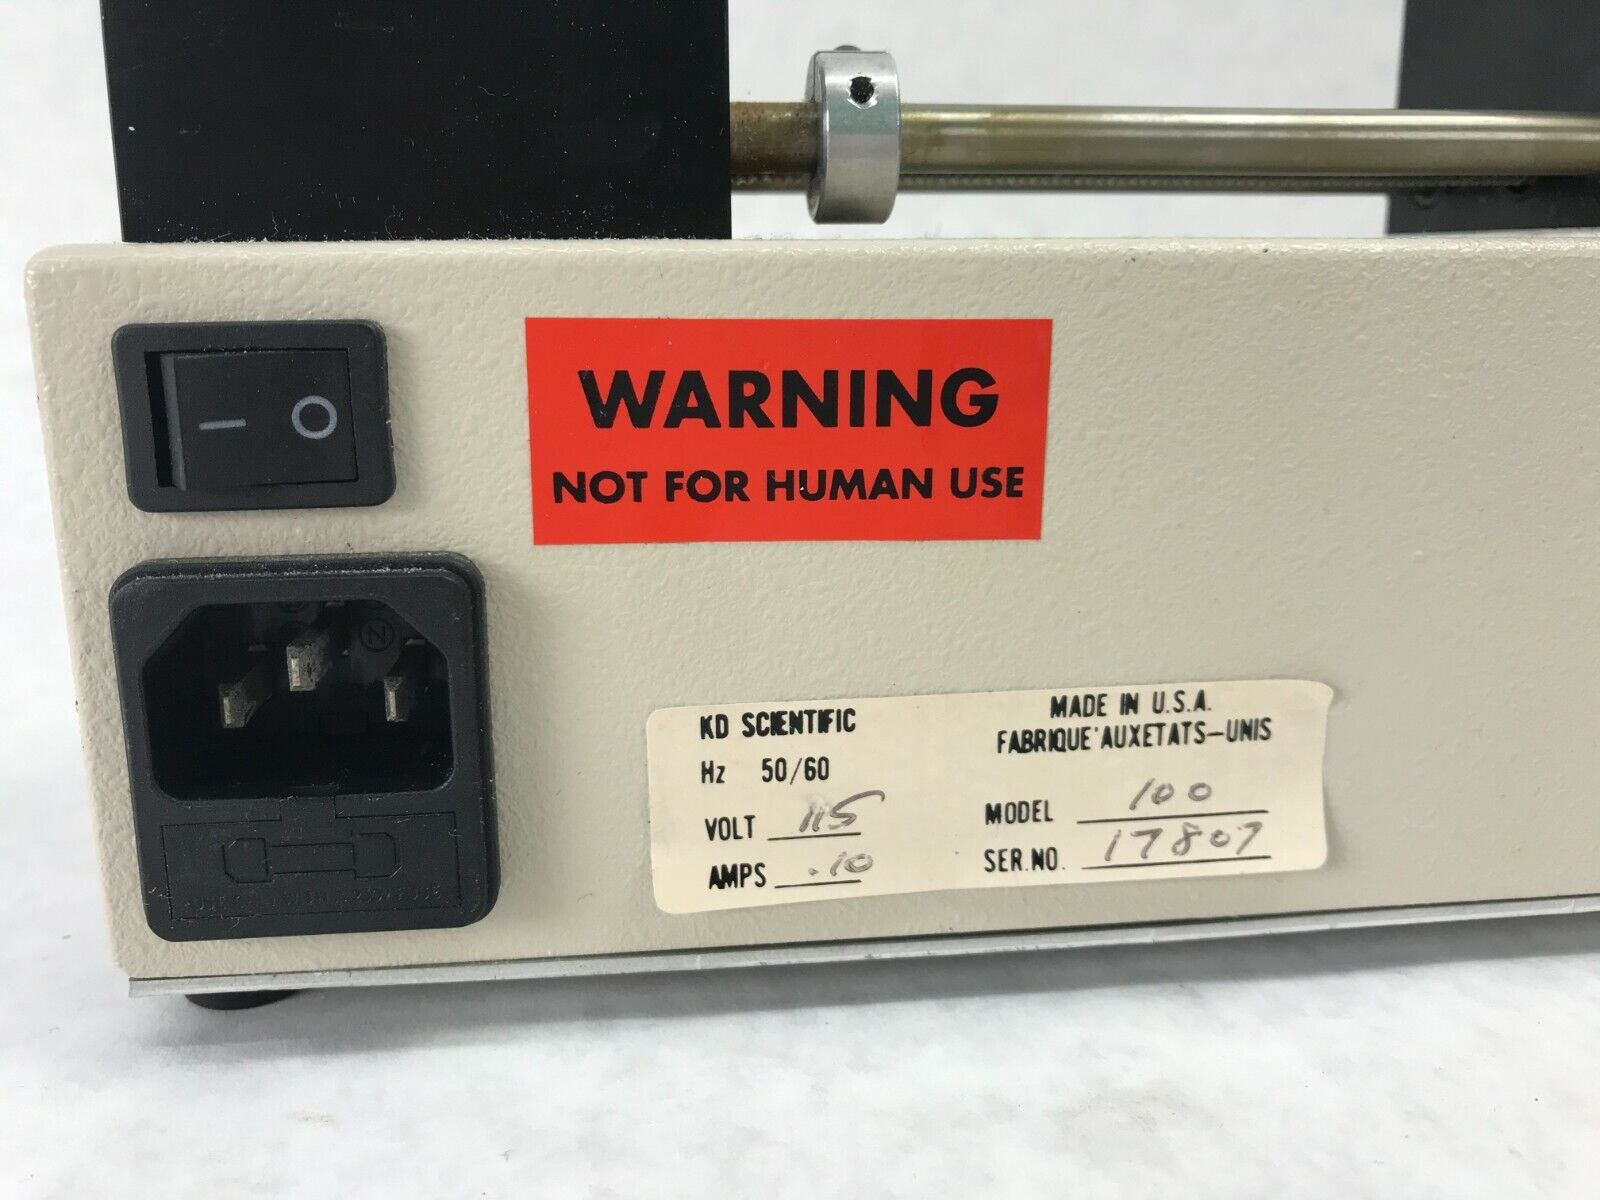 WARNING
NOT FOR HUMAN USE
KD SCIENTIFIC
Hz 50/60
VOLT 115
AMPS .10
MADE IN U.S.A.
FABRIQUE'AUXETATS-UNIS
MODEL 100
SER.NO. 17807
N